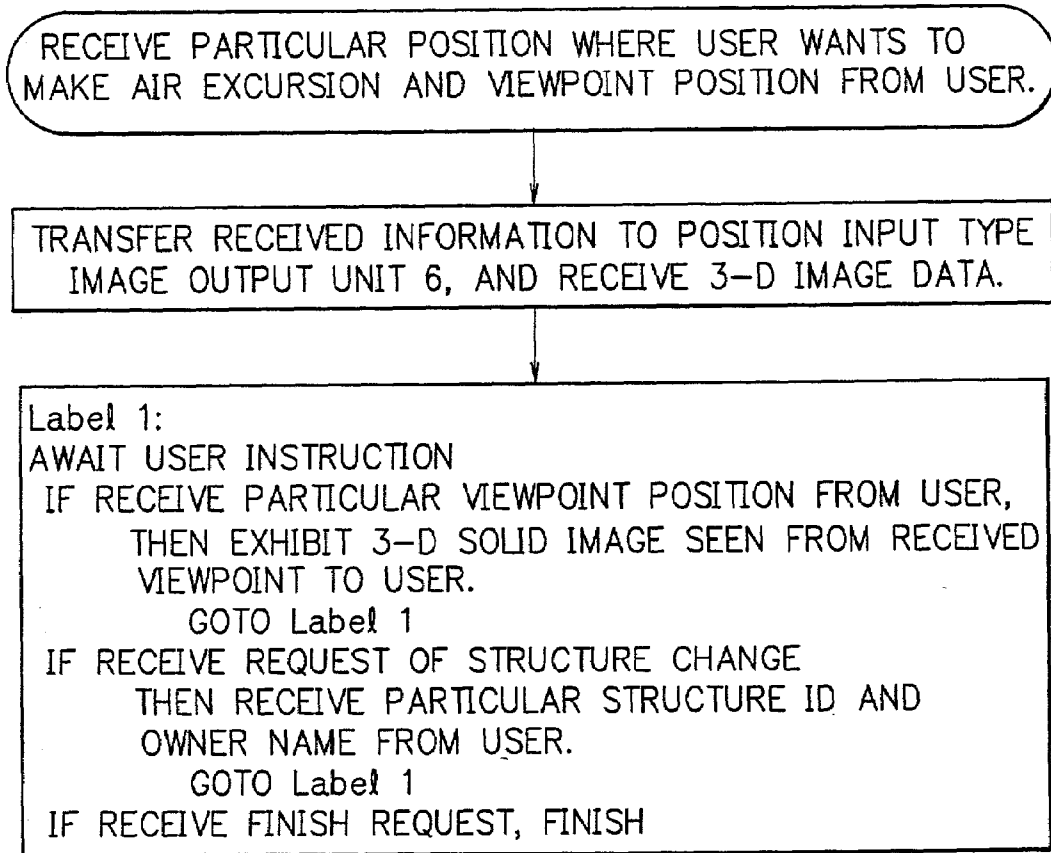 RECEIVE PARTICULAR POSITION WHERE USER WANTS TO
MAKE AIR EXCURSION AND VIEWPOINT POSITION FROM USER.
TRANSFER RECEIVED INFORMATION TO POSITION INPUT TYPE
IMAGE OUTPUT UNIT 6, AND RECEIVE 3-D IMAGE DATA.
Label 1:
AWAIT USER INSTRUCTION
IF RECEIVE PARTICULAR VIEWPOINT POSITION FROM USER,
THEN EXHIBIT 3-D SOLID IMAGE SEEN FROM RECEIVED
VIEWPOINT TO USER.
GOTO Label 1
IF RECEIVE REQUEST OF STRUCTURE CHANGE
THEN RECEIVE PARTICULAR STRUCTURE ID AND
OWNER NAME FROM USER.
GOTO Label 1
IF RECEIVE FINISH REQUEST, FINISH